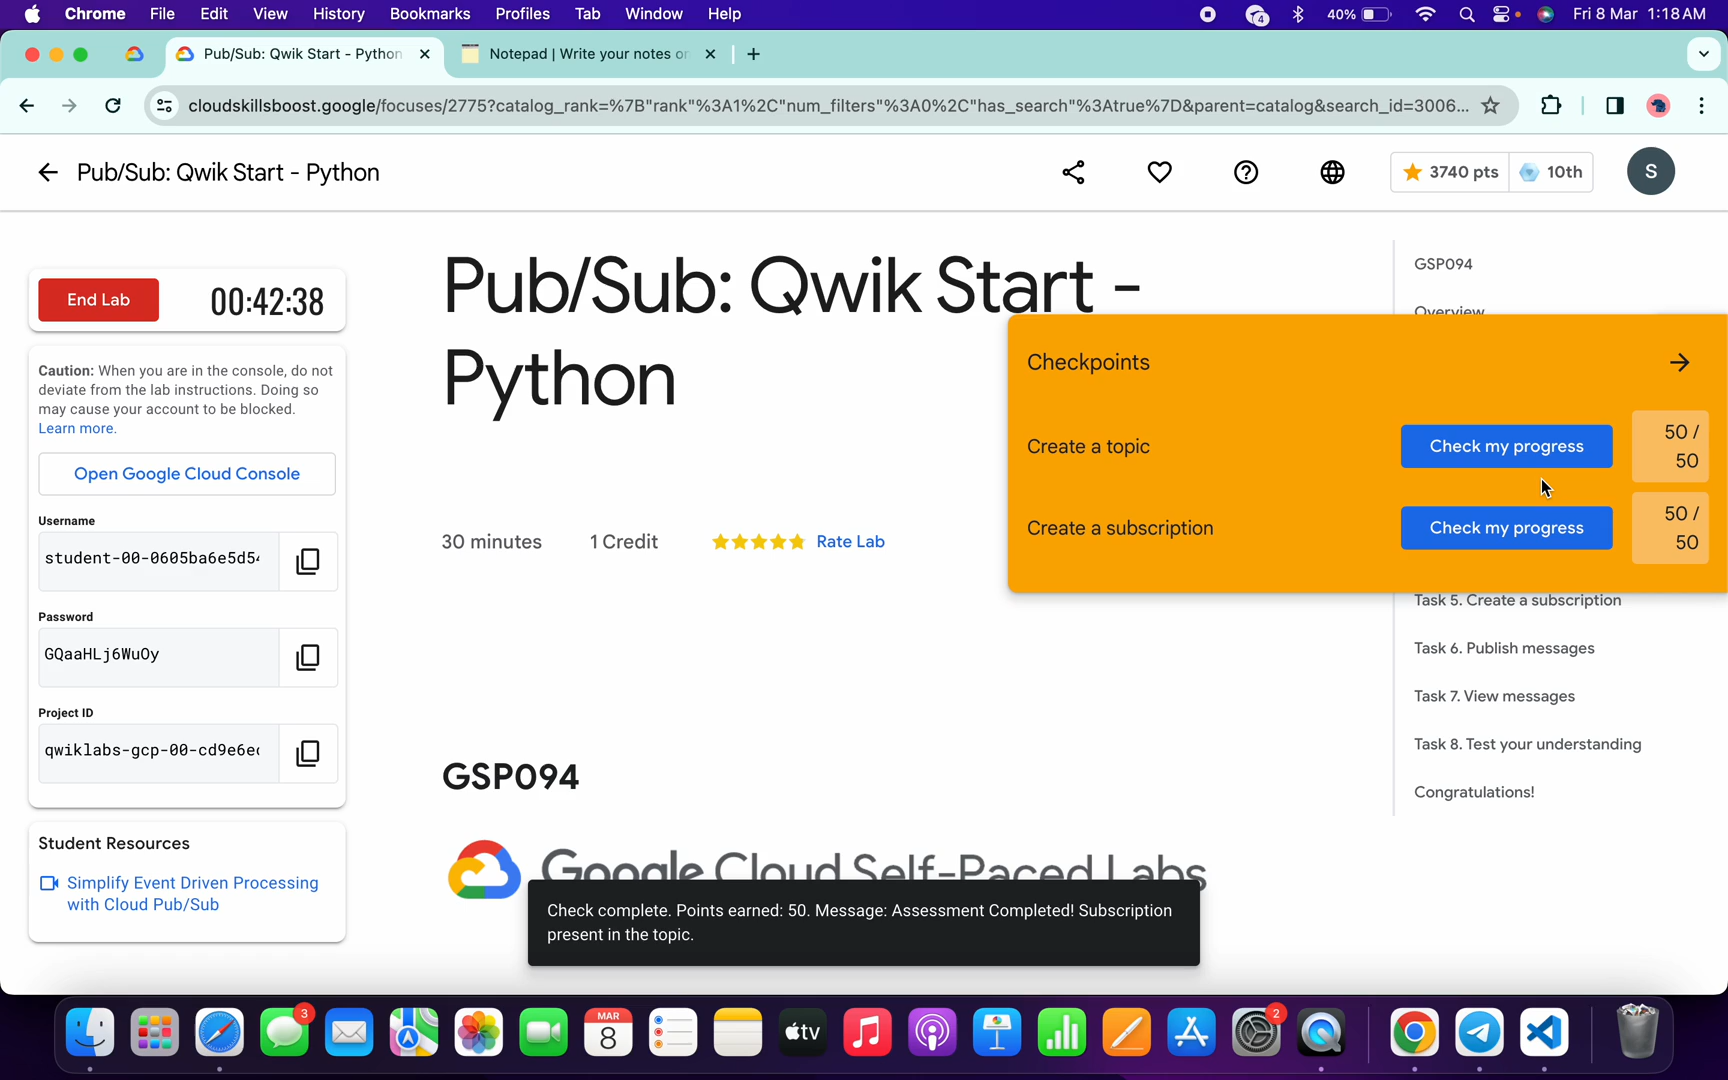 Chrome File Edit View History Bookmarks Profiles Tab Window Help 4 40% Fri 8 Mar 1:18 AM
Pub/Sub: Qwik Start - Python Notepad | Write your notes on
cloudskillsboost.google/focuses/2775?catalog_rank=%7B"rank"%3A1%2C"num_filters"%3A0%2C"has_search"%3Atrue%7D&parent=catalog&search_id=3006...
Pub/Sub: Qwik Start - Python 3740 pts 10th S
End Lab 00:42:38
Caution: When you are in the console, do not
deviate from the lab instructions. Doing so
may cause your account to be blocked.
Learn more.
Open Google Cloud Console
Username
student-00-0605ba6e5d54
Password
GQaaHLj6WuOy
Project ID
qwiklabs-gcp-00-cd9e6ec
Student Resources
Simplify Event Driven Processing
with Cloud Pub/Sub
Pub/Sub: Qwik Start -
Python
30 minutes 1 Credit Rate Lab
GSP094
Google Cloud Self-Paced Labs
Check complete. Points earned: 50. Message: Assessment Completed! Subscription
present in the topic.
GSP094
Overview
Checkpoints
Create a topic Check my progress 50 /
50
Create a subscription Check my progress 50 /
50
Task 5. Create a subscription
Task 6. Publish messages
Task 7. View messages
Task 8. Test your understanding
Congratulations!
3 MAR 8 tv 2